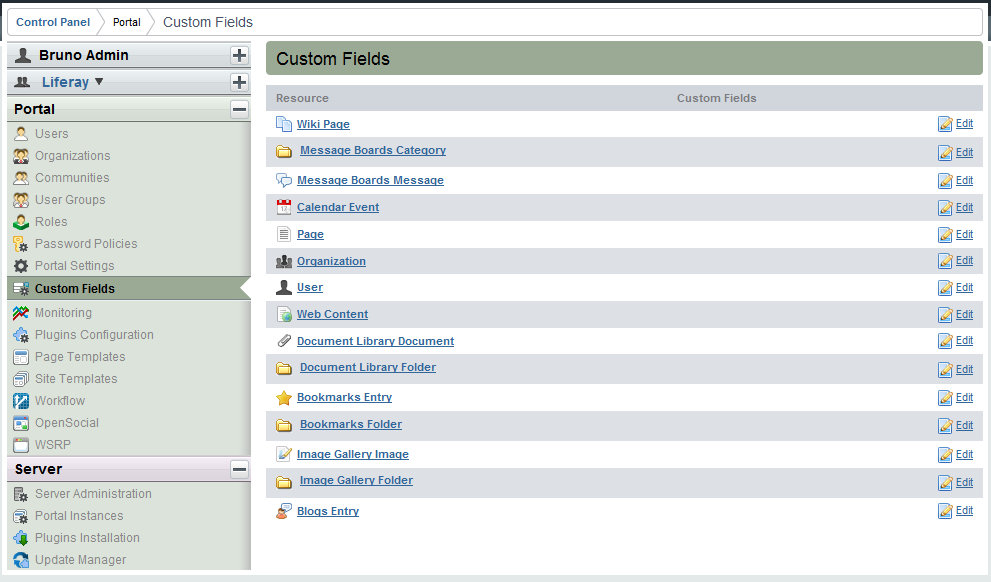 Control Panel Portal Custom Fields
Bruno Admin
Liferay ▼
Portal
Users
Organizations
Communities
User Groups
Roles
Password Policies
Portal Settings
Custom Fields
Monitoring
Plugins Configuration
Page Templates
Site Templates
Workflow
OpenSocial
WSRP
Server
Server Administration
Portal Instances
Plugins Installation
Update Manager
Custom Fields
Resource Custom Fields
Wiki Page Edit
Message Boards Category Edit
Message Boards Message Edit
Calendar Event Edit
Page Edit
Organization Edit
User Edit
Web Content Edit
Document Library Document Edit
Document Library Folder Edit
Bookmarks Entry Edit
Bookmarks Folder Edit
Image Gallery Image Edit
Image Gallery Folder Edit
Blogs Entry Edit